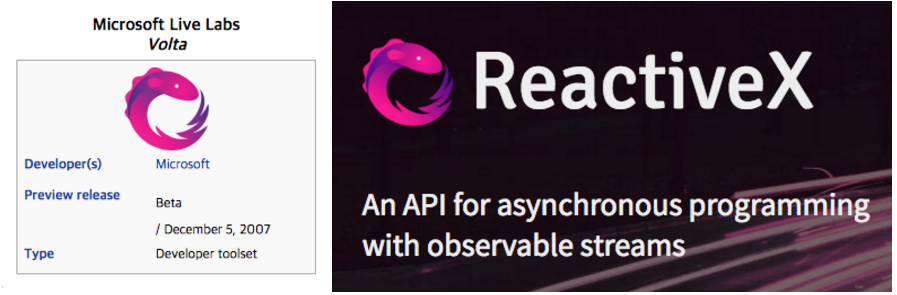 Microsoft Live Labs
Volta
Developer(s) Microsoft
Preview release Beta
/ December 5, 2007
Type Developer toolset
ReactiveX
An API for asynchronous programming
with observable streams